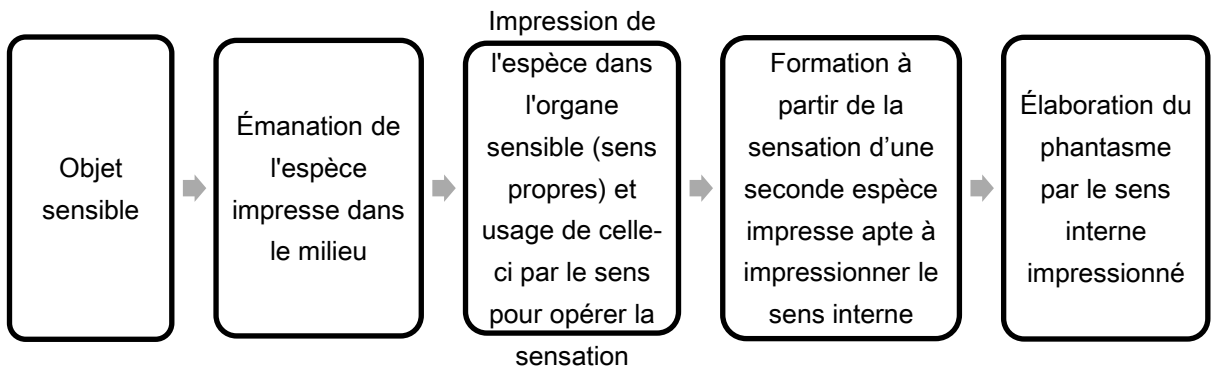 Objet
sensible
Émanation de
l'espèce
impresse dans
le milieu
Impression de
l'espèce dans
l'organe
sensible (sens
propres) et
usage de celle-
ci par le sens
pour opérer la
sensation
Formation à
partir de la
sensation d’une
seconde espèce
impresse apte à
impressionner le
sens interne
Élaboration du
phantasme
par le sens
interne
impressionné